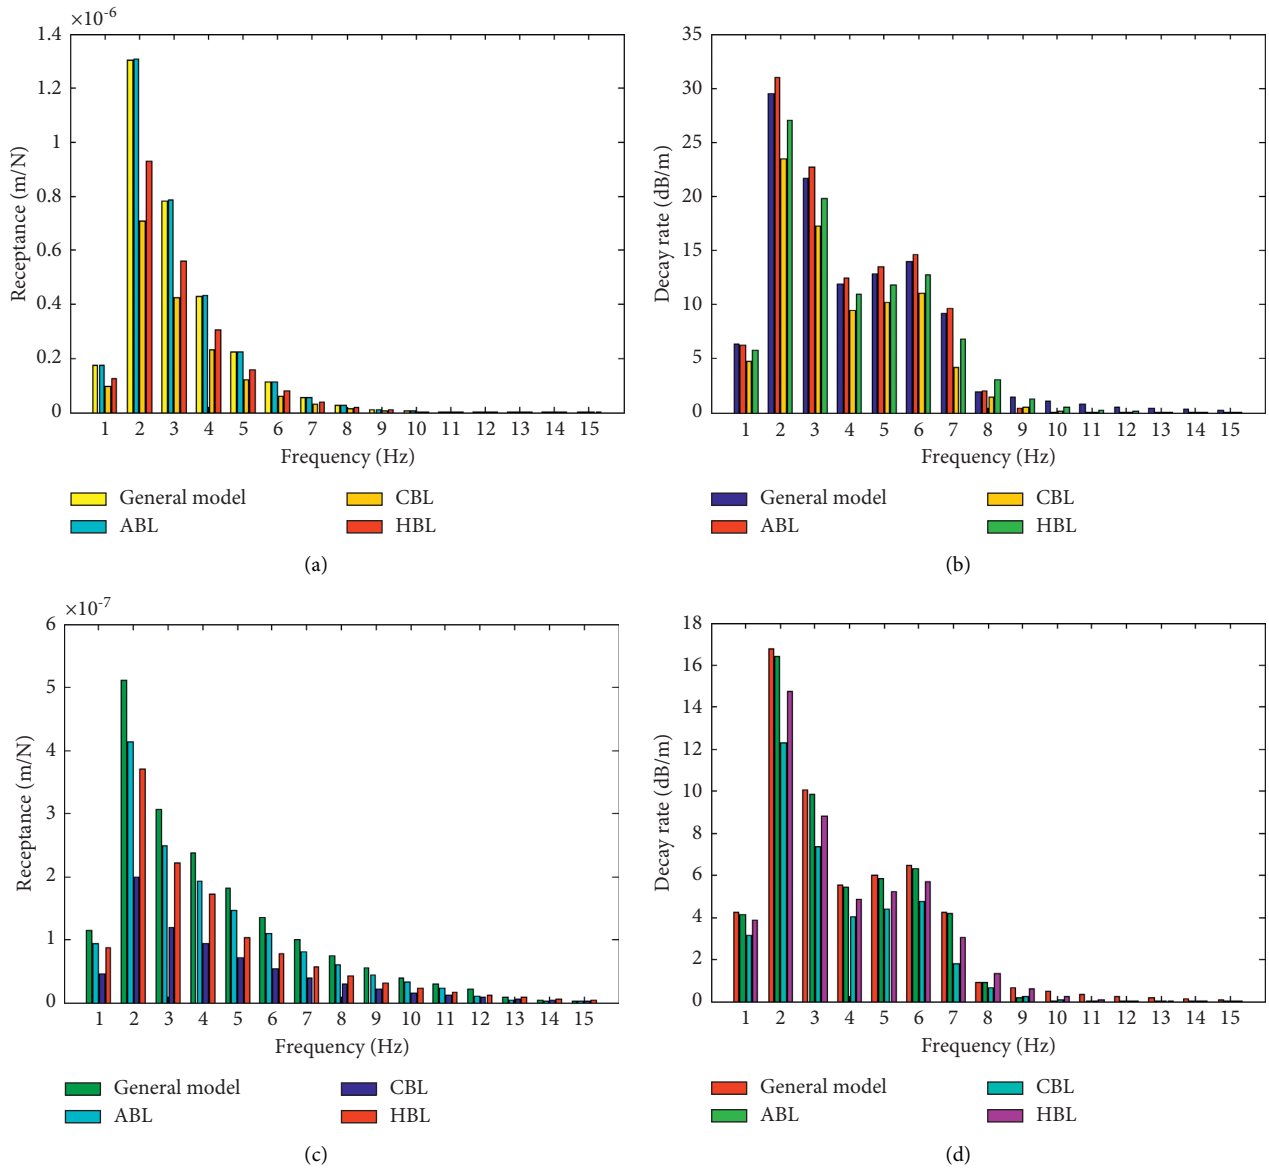 ×10-6
1.4
1.2
1
0.8
0.6
0.4
0.2
0
Receptance (m/N)
1 2 3 4 5 6 7 8 9 10 11 12 13 14 15
Frequency (Hz)
General model CBL
ABL HBL
(a)
35
30
25
20
15
10
5
0
Decay rate (dB/m)
1 2 3 4 5 6 7 8 9 10 11 12 13 14 15
Frequency (Hz)
General model CBL
ABL HBL
(b)
×10-7
6
5
4
3
2
1
0
Receptance (m/N)
1 2 3 4 5 6 7 8 9 10 11 12 13 14 15
Frequency (Hz)
General model CBL
ABL HBL
(c)
18
16
14
12
10
8
6
4
2
0
Decay rate (dB/m)
1 2 3 4 5 6 7 8 9 10 11 12 13 14 15
Frequency (Hz)
General model CBL
ABL HBL
(d)